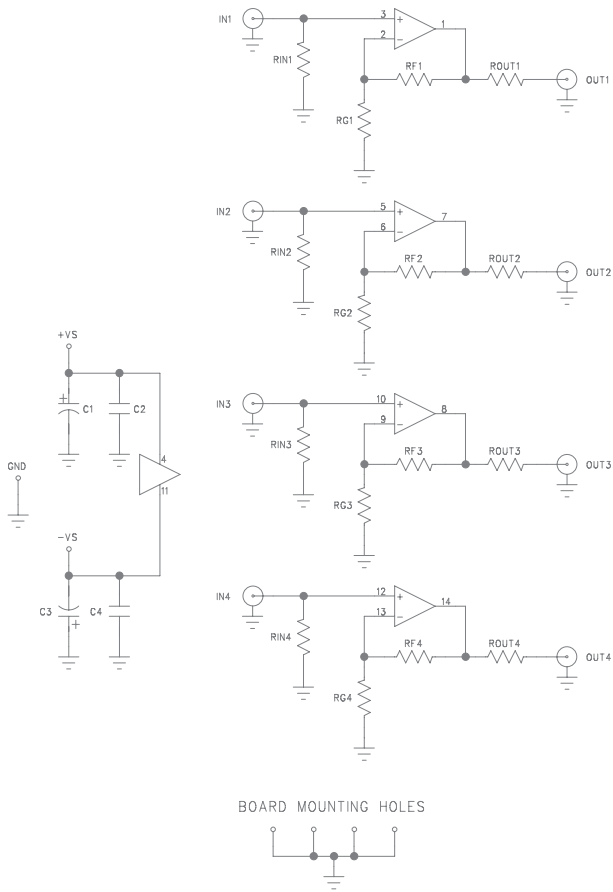 IN1
3
+
1
2
−
RIN1
RF1
ROUT1
OUT1
RG1
IN2
5
+
7
6
−
RIN2
RF2
ROUT2
OUT2
RG2
+VS
+
C1
C2
4
11
GND
−VS
C3
+
C4
IN3
10
+
8
9
−
RIN3
RF3
ROUT3
OUT3
RG3
IN4
12
+
14
13
−
RIN4
RF4
ROUT4
OUT4
RG4
BOARD MOUNTING HOLES